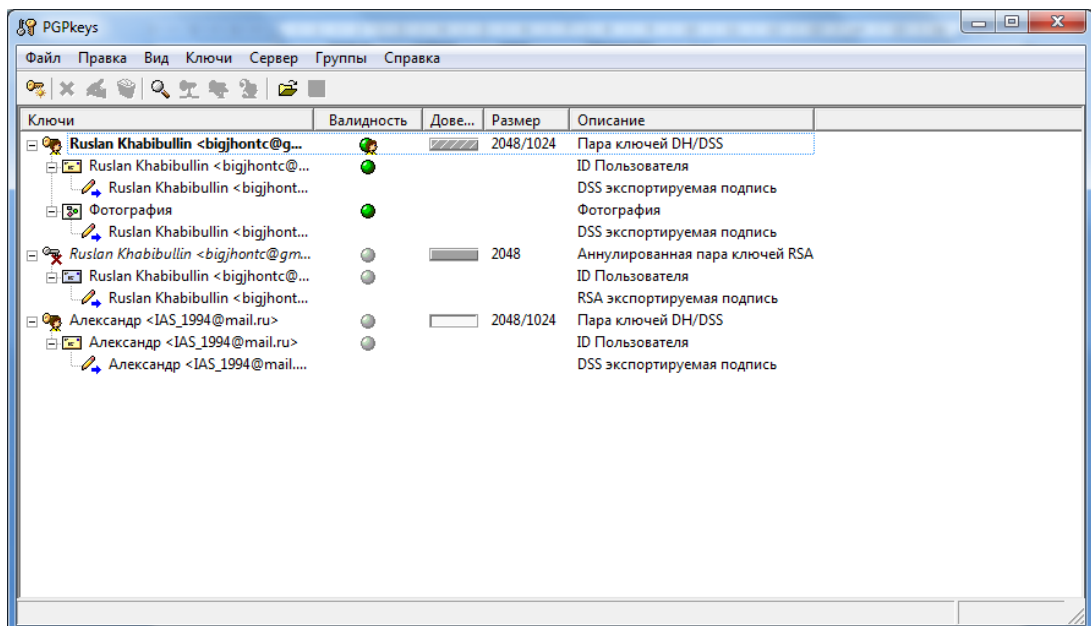 PGPkeys
Файл Правка Вид Ключи Сервер Группы Справка
Ключи Валидность Дове... Размер Описание
Ruslan Khabibullin <bigjhontc@g... 2048/1024 Пара ключей DH/DSS
Ruslan Khabibullin <bigjhontc@... ID Пользователя
Ruslan Khabibullin <bigjhont... DSS экспортируемая подпись
Фотография Фотография
Ruslan Khabibullin <bigjhont... DSS экспортируемая подпись
Ruslan Khabibullin <bigjhontc@gm... 2048 Аннулированная пара ключей RSA
Ruslan Khabibullin <bigjhontc@... ID Пользователя
Ruslan Khabibullin <bigjhont... RSA экспортируемая подпись
Александр <IAS_1994@mail.ru> 2048/1024 Пара ключей DH/DSS
Александр <IAS_1994@mail.ru> ID Пользователя
Александр <IAS_1994@mail.... DSS экспортируемая подпись